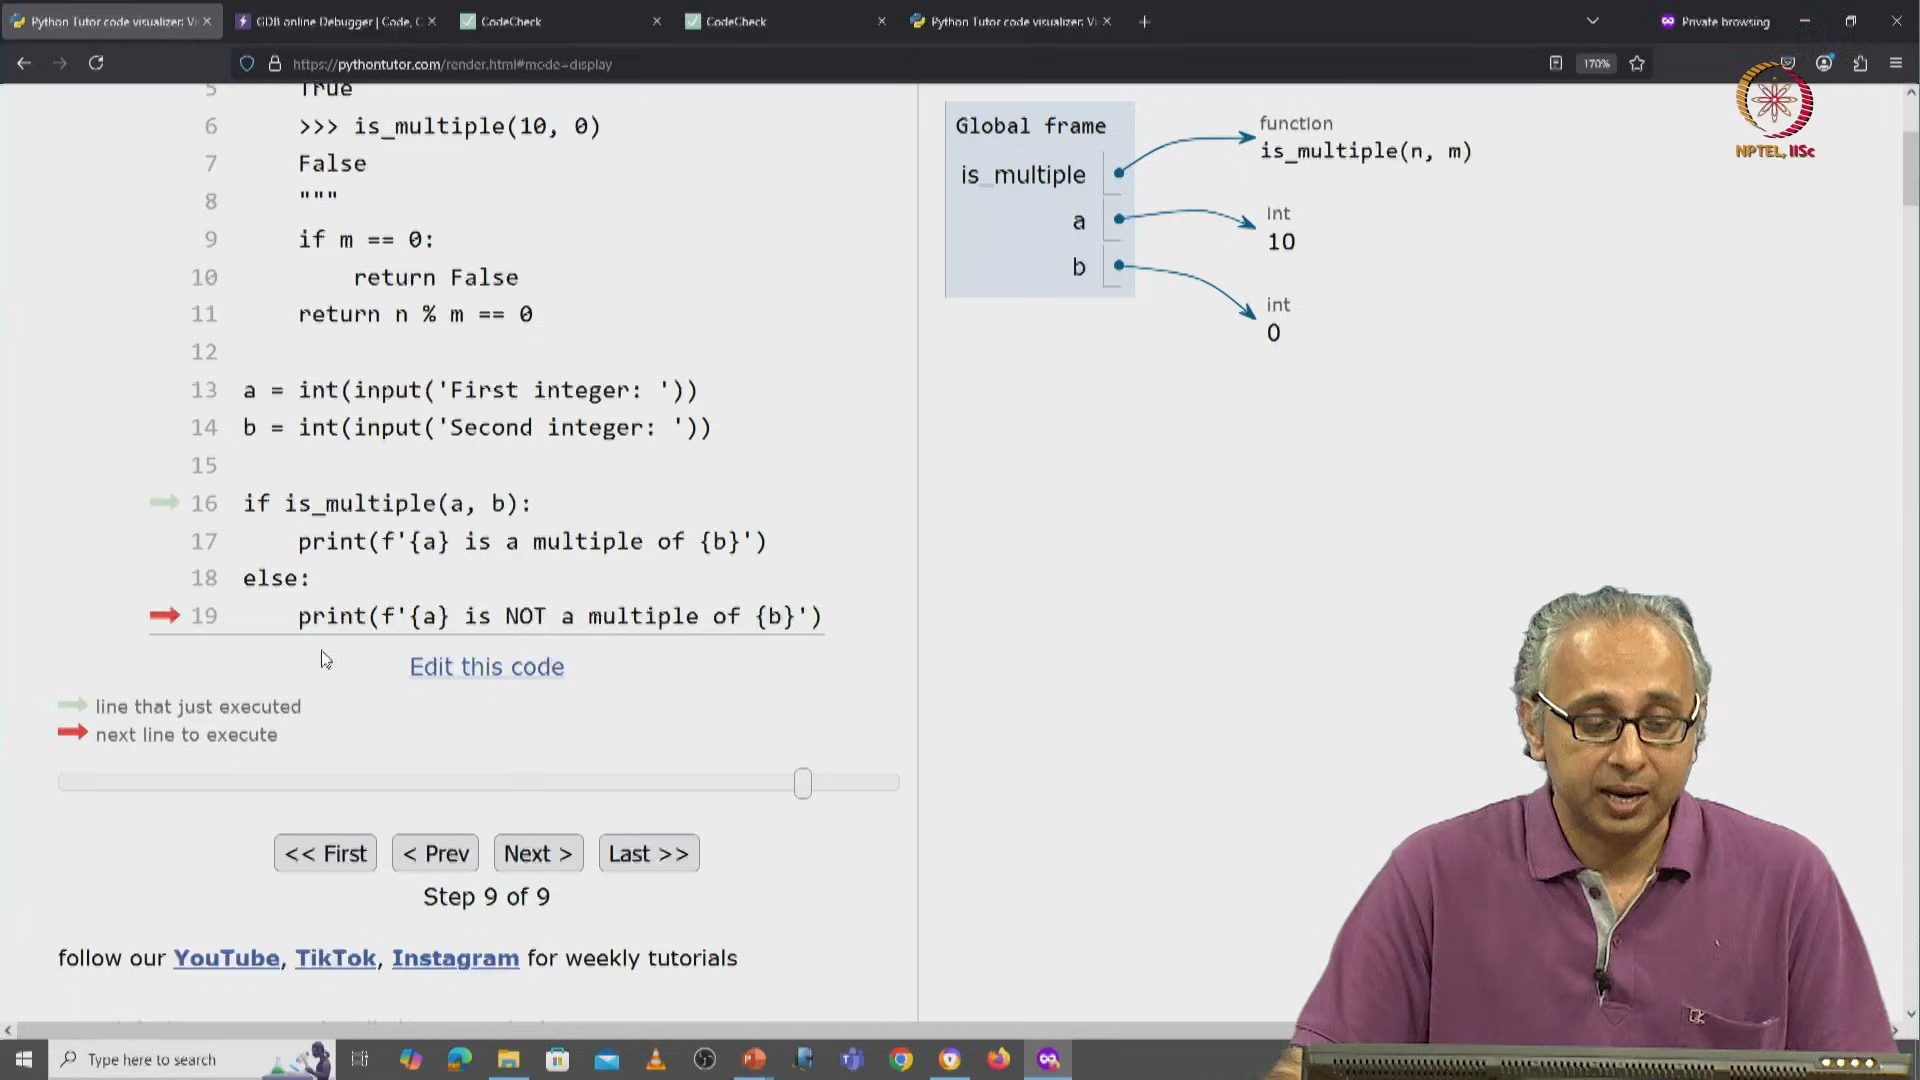 Python Tutor code visualizer: Vi
GDB online Debugger | Code, C
CodeCheck
CodeCheck
Python Tutor code visualizer: Vi
Private browsing
https://pythontutor.com/render.html#mode=display
170%
5 True
6 >>> is_multiple(10, 0)
7 False
8 """
9 if m == 0:
10 return False
11 return n % m == 0
12
13 a = int(input('First integer: '))
14 b = int(input('Second integer: '))
15
16 if is_multiple(a, b):
17 print(f'{a} is a multiple of {b}')
18 else:
19 print(f'{a} is NOT a multiple of {b}')
Edit this code
line that just executed
next line to execute
<< First
< Prev
Next >
Last >>
Step 9 of 9
follow our YouTube, TikTok, Instagram for weekly tutorials
Global frame
is_multiple
a
b
function
is_multiple(n, m)
int
10
int
0
NPTEL, IISc
Type here to search